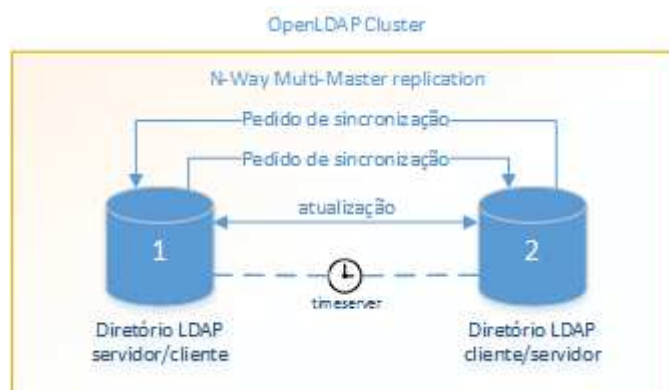 OpenLDAP Cluster
N-Way Multi-Master replication
Pedido de sincronização
Pedido de sincronização
atualização
1
2
timeserver
Diretório LDAP
servidor/cliente
Diretório LDAP
cliente/servidor